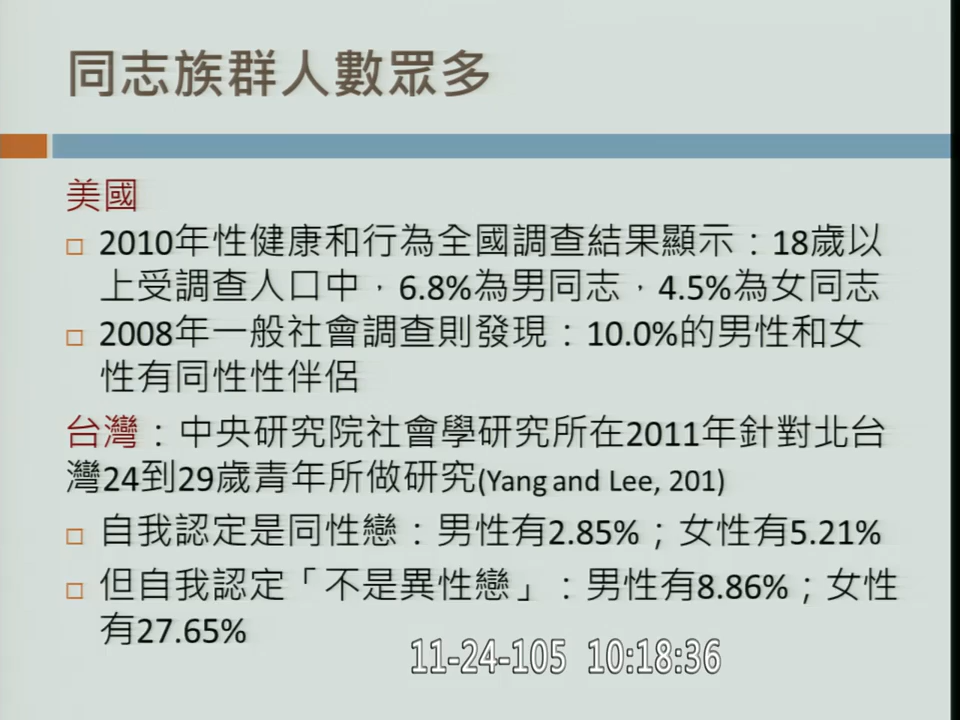 同志族群人數眾多
美國
2010年性健康和行為全國調查結果顯示：18歲以
上受調查人口中，6.8%為男同志，4.5%為女同志
2008年一般社會調查則發現：10.0%的男性和女
性有同性性伴侶
台灣：中央研究院社會學研究所在2011年針對北台
灣24到29歲青年所做研究(Yang and Lee, 201)
自我認定是同性戀：男性有2.85%；女性有5.21%
但自我認定「不是異性戀」：男性有8.86%；女性
有27.65%
11-24-105 10:18:36